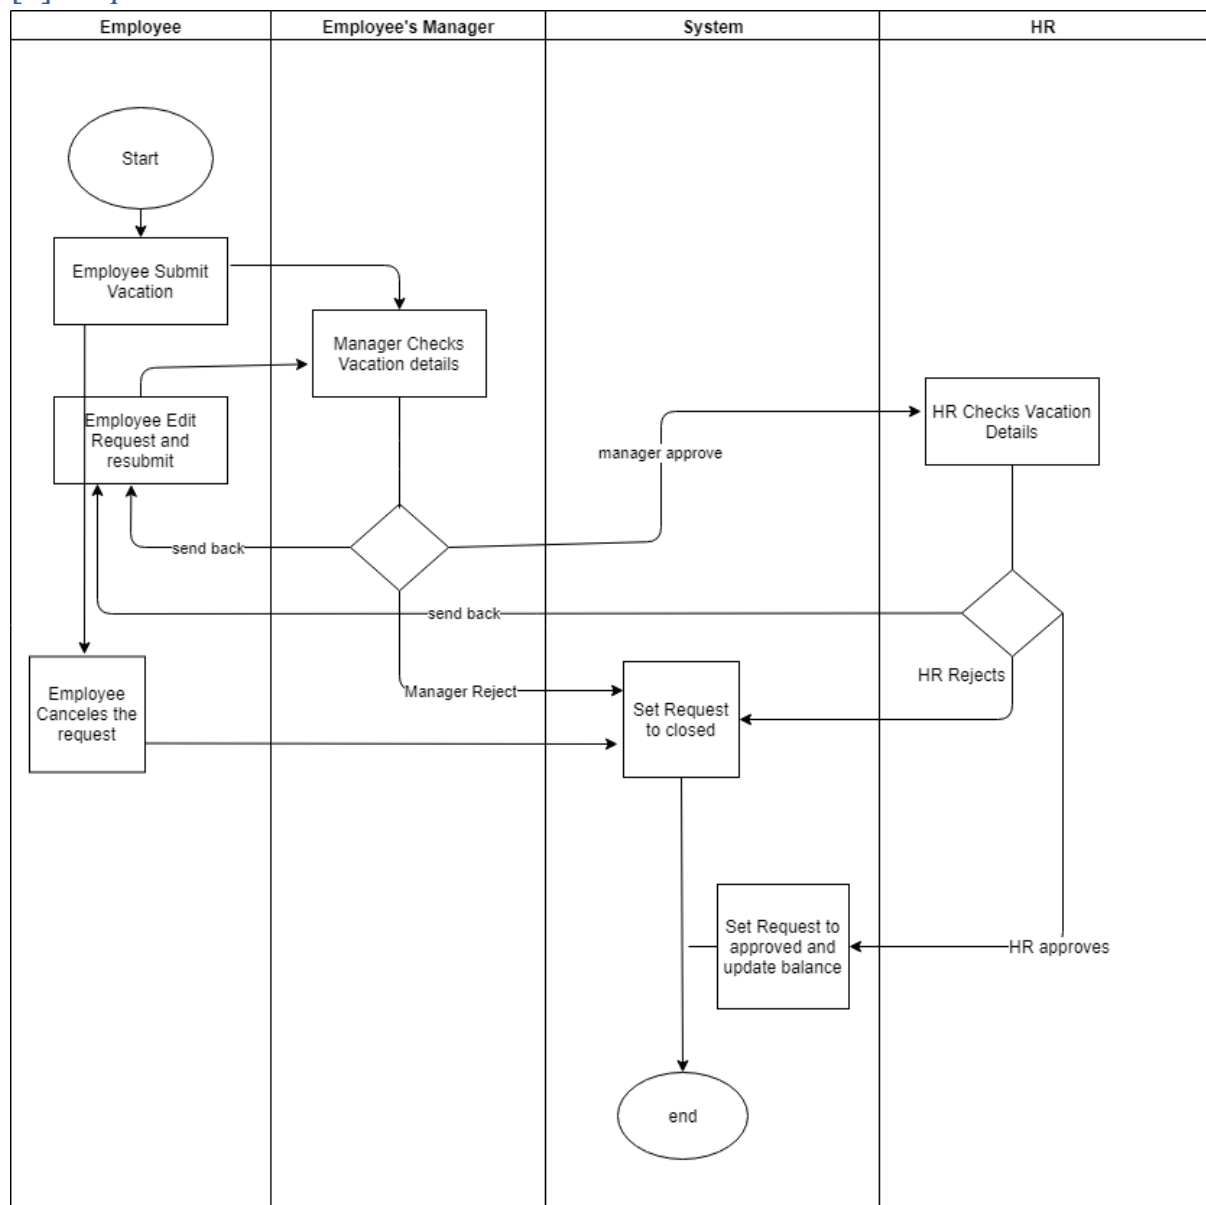 Employee
Employee's Manager
System
HR
Start
Employee Submit
Vacation
Manager Checks
Vacation details
Employee Edit
Request and
resubmit
HR Checks Vacation
Details
manager approve
send back
send back
HR Rejects
Manager Reject
Employee
Canceles the
request
Set Request
to closed
Set Request to
approved and
update balance
HR approves
end